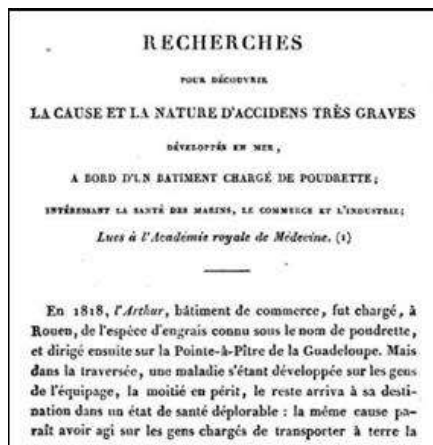 RECHERCHES
POUR DÉCOUVRIR
LA CAUSE ET LA NATURE D'ACCIDENS TRÈS GRAVES
DÉVELOPPÉS EN MER,
A BORD D'UN BATIMENT CHARGÉ DE POUDRETTE;
INTÉRESSANT LA SANTÉ DES MARINS, LE COMMERCE ET L'INDUSTRIE;
Lues à l'Académie royale de Médecine. (1)
En 1818, l'Arthur, bâtiment de commerce, fut chargé, à
Rouen, de l'espèce d'engrais connu sous le nom de poudrette,
et dirigé ensuite sur la Pointe-à-Pître de la Guadeloupe. Mais
dans la traversée, une maladie s'étant développée sur les gens
de l'équipage, la moitié en périt, le reste arriva à sa desti-
nation dans un état de santé déplorable : la même cause pa-
raît avoir agi sur les gens chargés de transporter à terre la